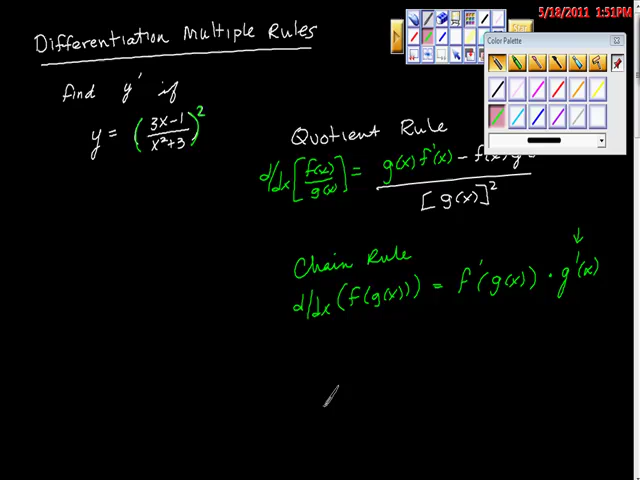 5/18/2011 1:51PM
Differentiation Multiple Rules
Start
Color Palette
find y' if
y = ( 3x-1 / x²+3 )²
Quotient Rule
d/dx [ f(x) / g(x) ] = g(x) f'(x) - f(x) g'
[ g(x) ]²
Chain Rule
d/dx (f(g(x))) = f'(g(x)) · g'(x)